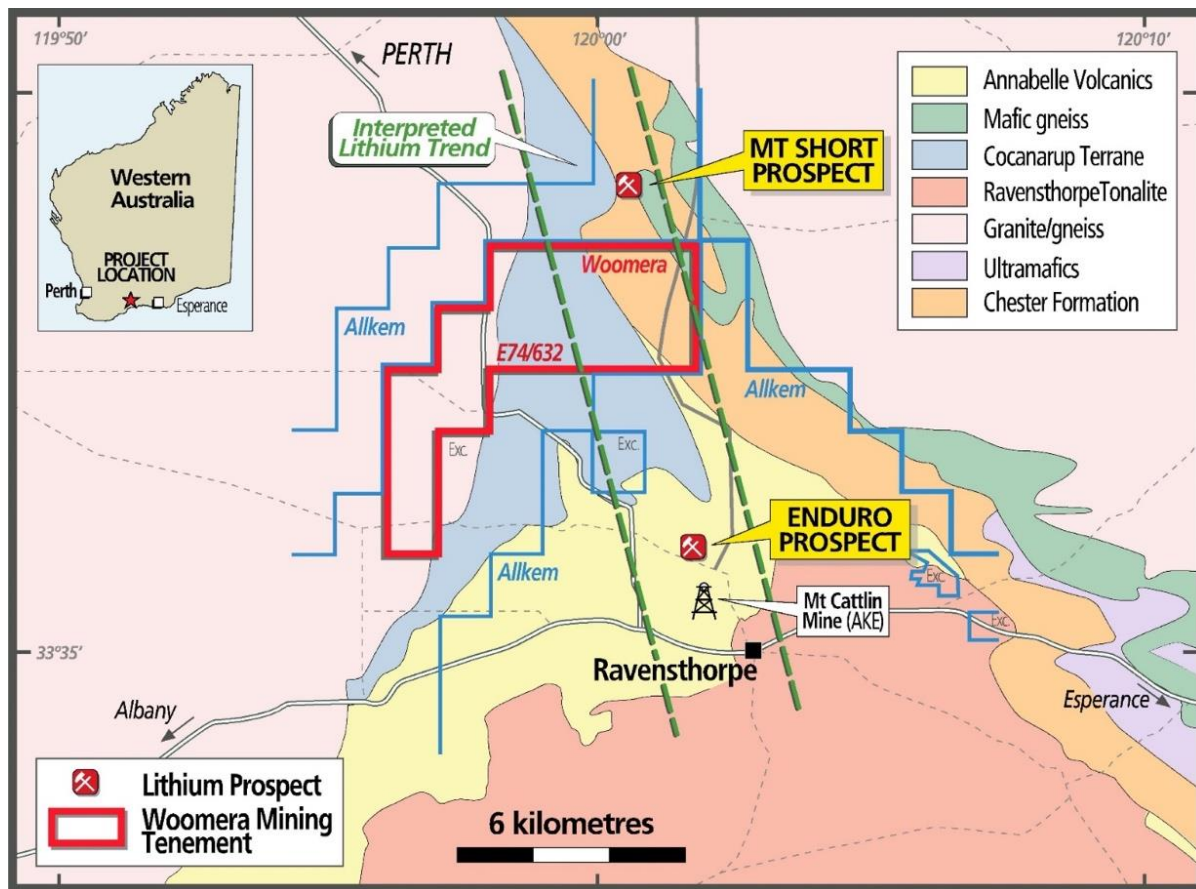 119°50'
120°00'
120°10'
PERTH
Western
Australia
PROJECT
LOCATION
Perth
Esperance
Interpreted
Lithium Trend
MT SHORT
PROSPECT
Annabelle Volcanics
Mafic gneiss
Cocanarup Terrane
RavensthorpeTonalite
Granite/gneiss
Ultramafics
Chester Formation
Woomera
Allkem
E74/632
Allkem
Exc.
Exc.
ENDURO
PROSPECT
Allkem
Exc.
Mt Cattlin
Mine (AKE)
Exc.
33°35'
Ravensthorpe
Albany
Esperance
Lithium Prospect
Woomera Mining
Tenement
6 kilometres